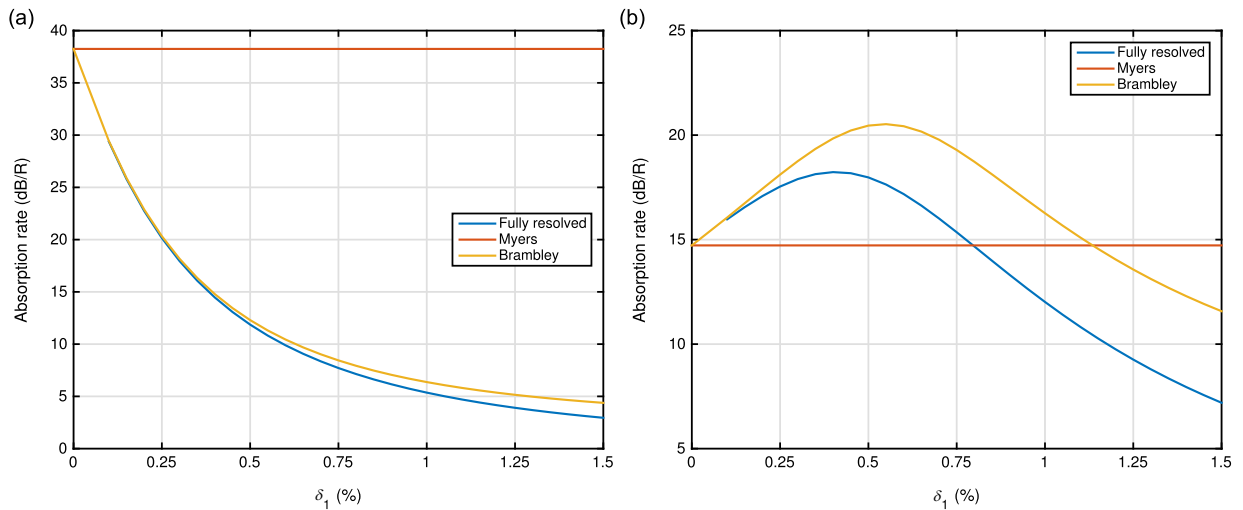 (a)
Absorption rate (dB/R)
40
35
30
25
20
15
10
5
0
Fully resolved
Myers
Brambley
0 0.25 0.5 0.75 1 1.25 1.5
δ1 (%)
(b)
Absorption rate (dB/R)
25
20
15
10
5
Fully resolved
Myers
Brambley
0 0.25 0.5 0.75 1 1.25 1.5
δ1 (%)